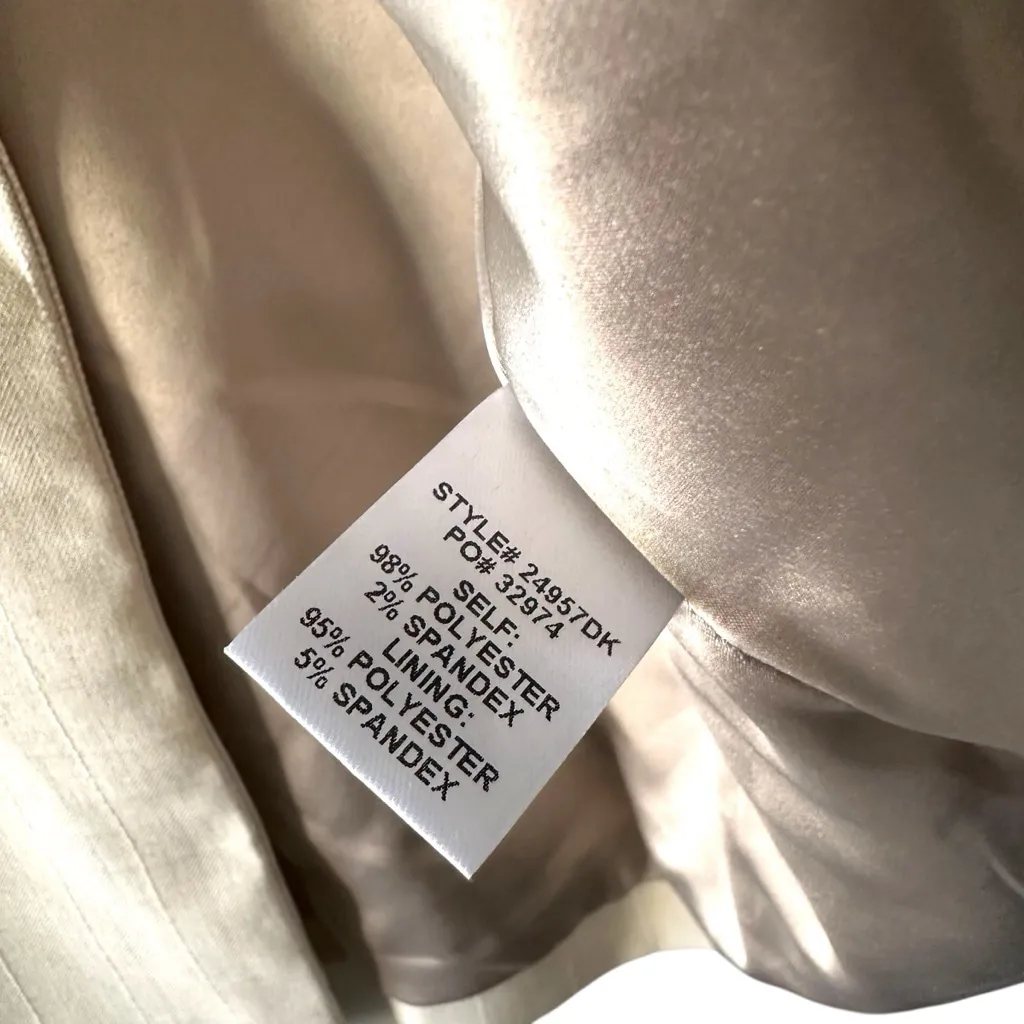 STYLE# 24957DK
PO# 32974
SELF:
98% POLYESTER
2% SPANDEX
LINING:
95% POLYESTER
5% SPANDEX